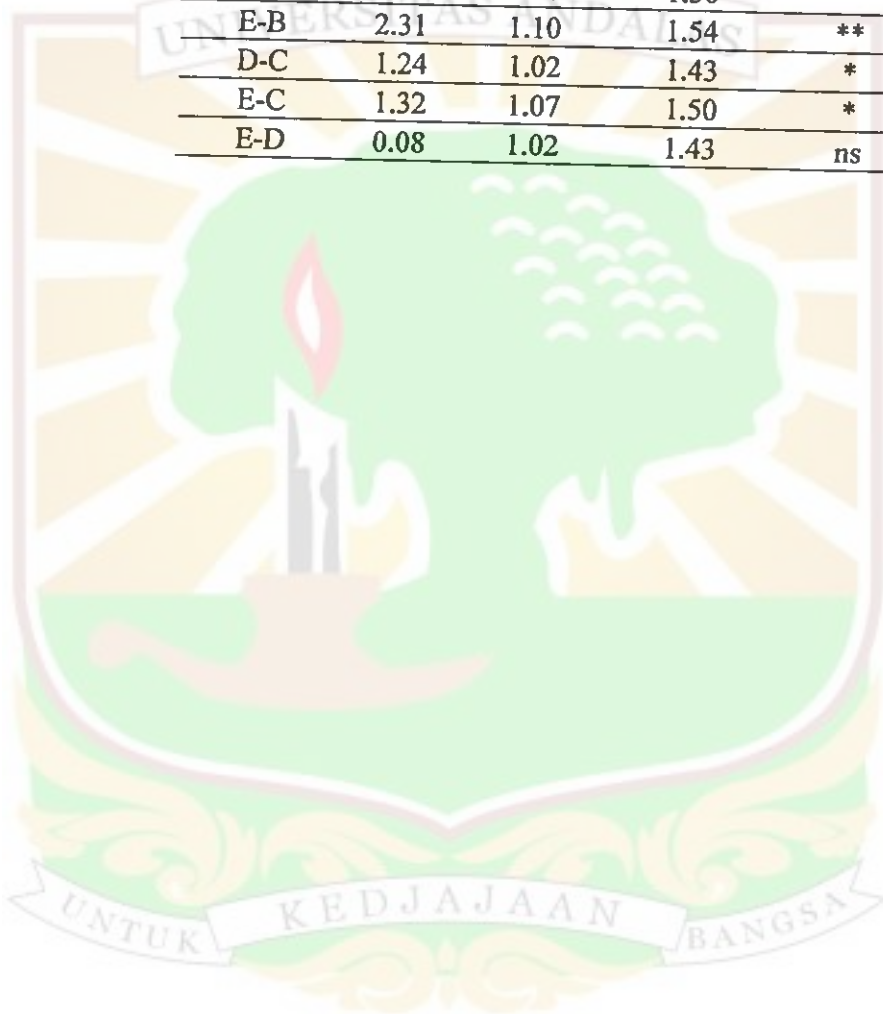 UNIVERSITAS ANDALAS
E-B 2.31 1.10 1.54 **
D-C 1.24 1.02 1.43 *
E-C 1.32 1.07 1.50 *
E-D 0.08 1.02 1.43 ns
UNTUK KEDJAJAAN BANGSA